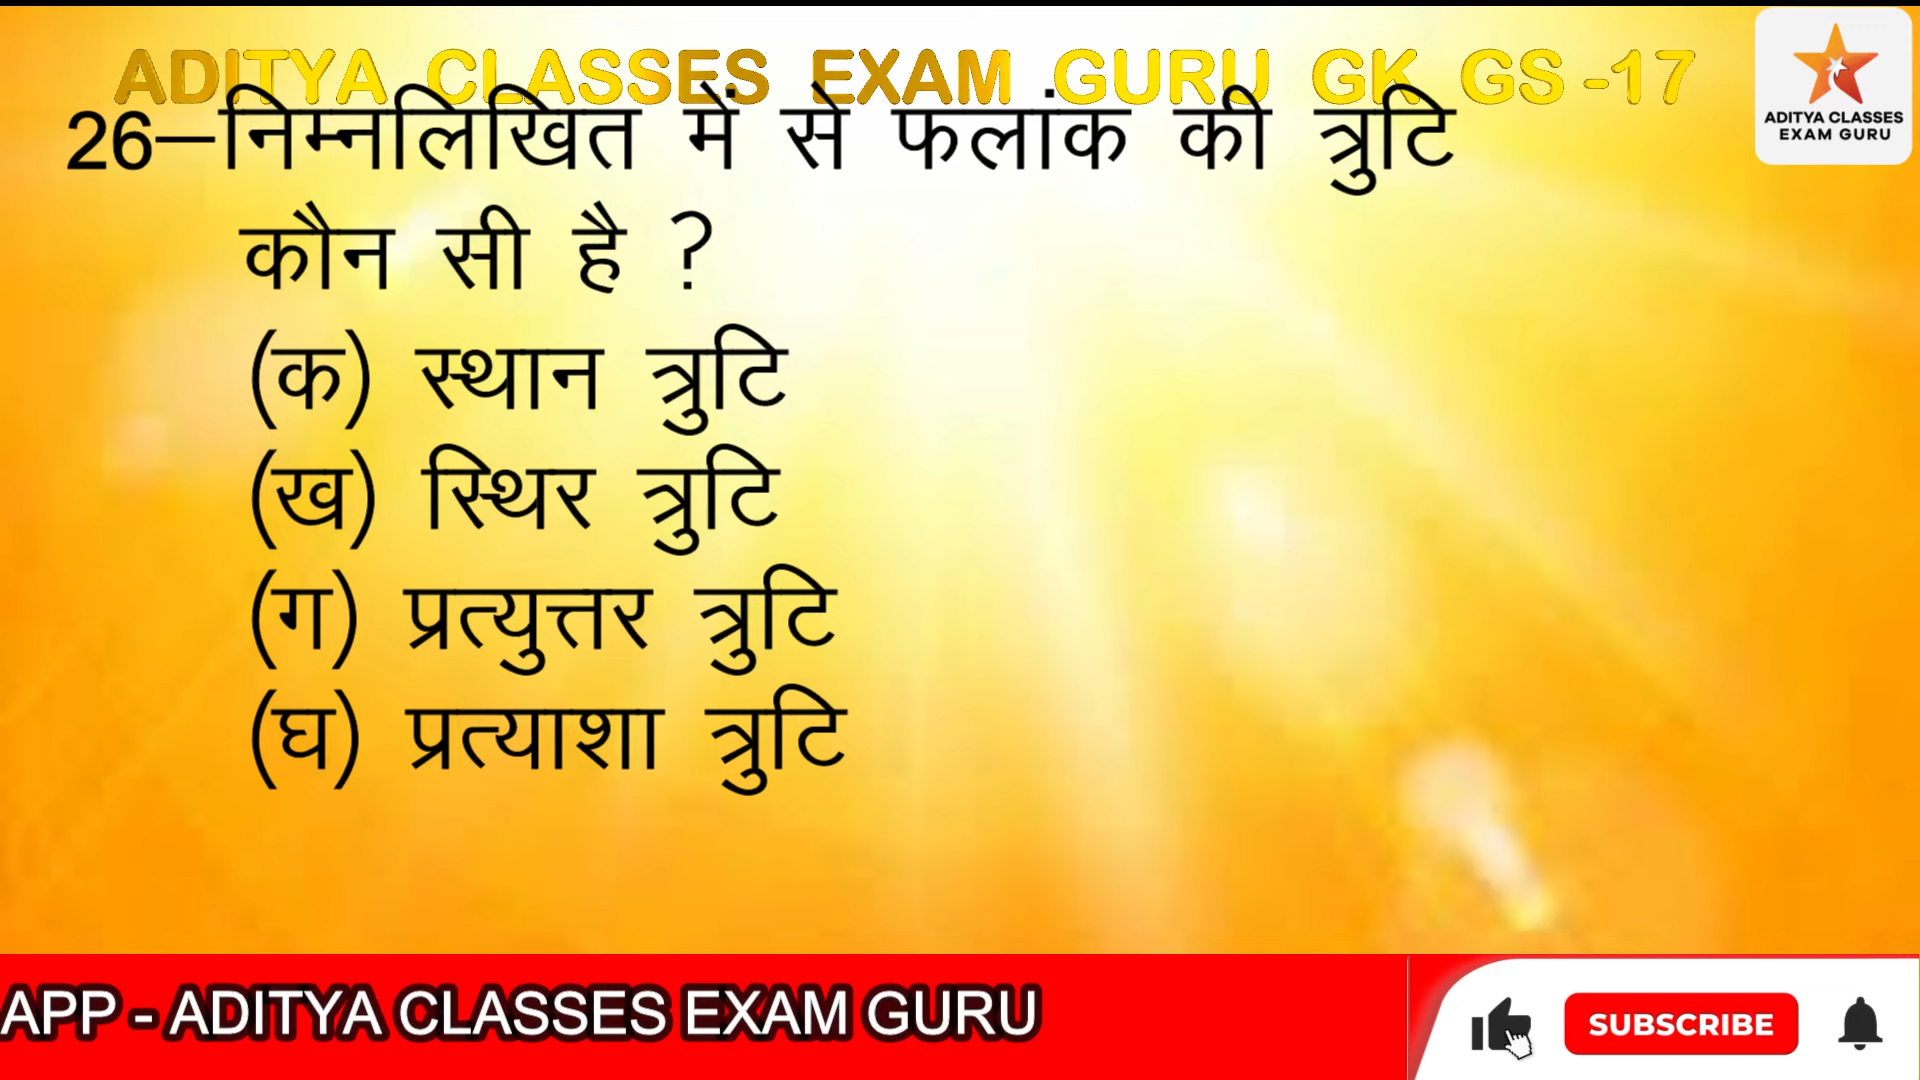 ADITYA CLASSES EXAM GURU GK GS -17
ADITYA CLASSES
EXAM GURU
26–निम्नलिखित में से फलांक की त्रुटि
कौन सी है ?
(क) स्थान त्रुटि
(ख) स्थिर त्रुटि
(ग) प्रत्युत्तर त्रुटि
(घ) प्रत्याशा त्रुटि
APP - ADITYA CLASSES EXAM GURU
SUBSCRIBE